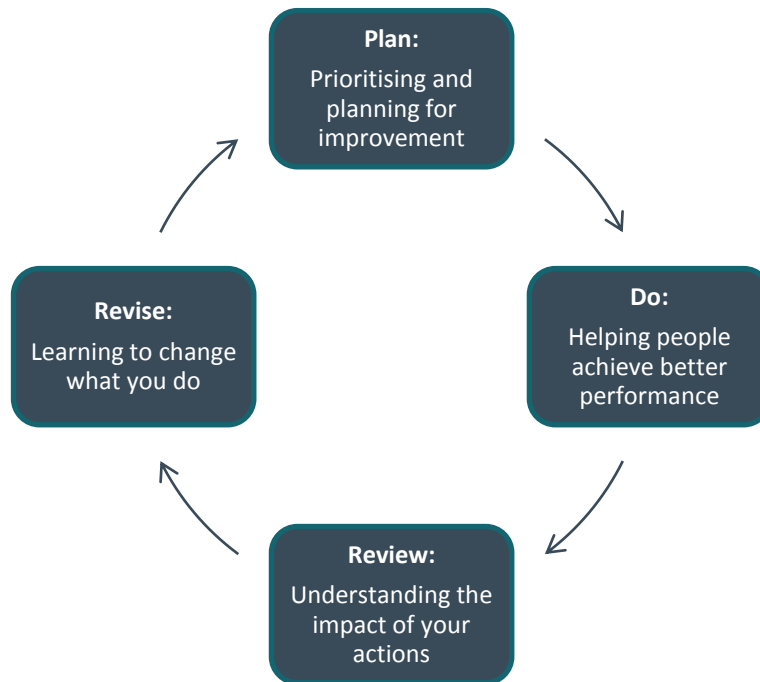 Plan:
Prioritising and
planning for
improvement
Do:
Helping people
achieve better
performance
Review:
Understanding the
impact of your
actions
Revise:
Learning to change
what you do